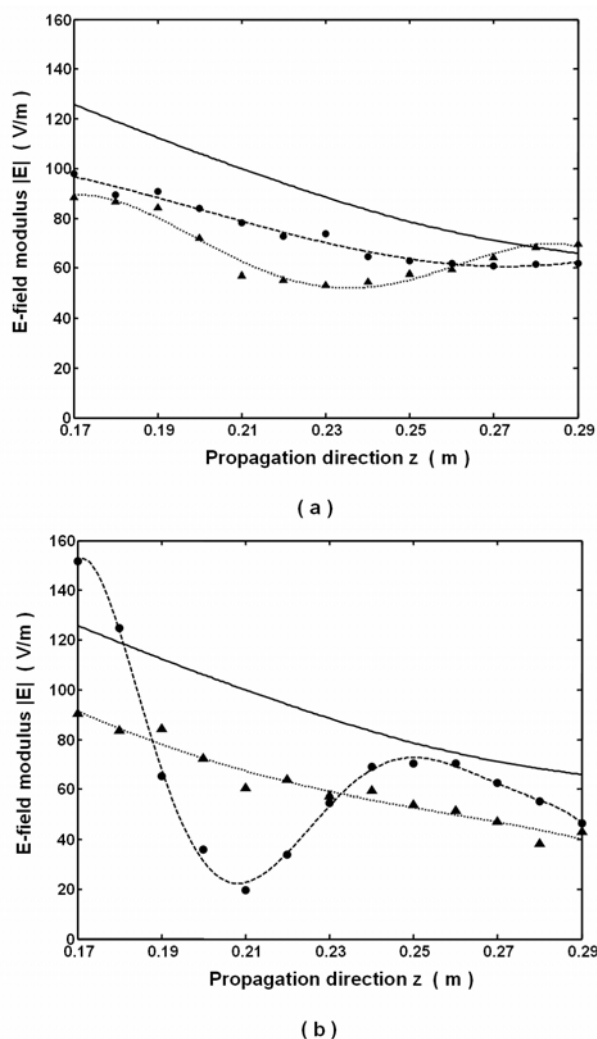 160
140
120
100
80
60
40
20
0
E-field modulus |E| ( V/m )
0.17 0.19 0.21 0.23 0.25 0.27 0.29
Propagation direction z ( m )
( a )
160
140
120
100
80
60
40
20
0
E-field modulus |E| ( V/m )
0.17 0.19 0.21 0.23 0.25 0.27 0.29
Propagation direction z ( m )
( b )